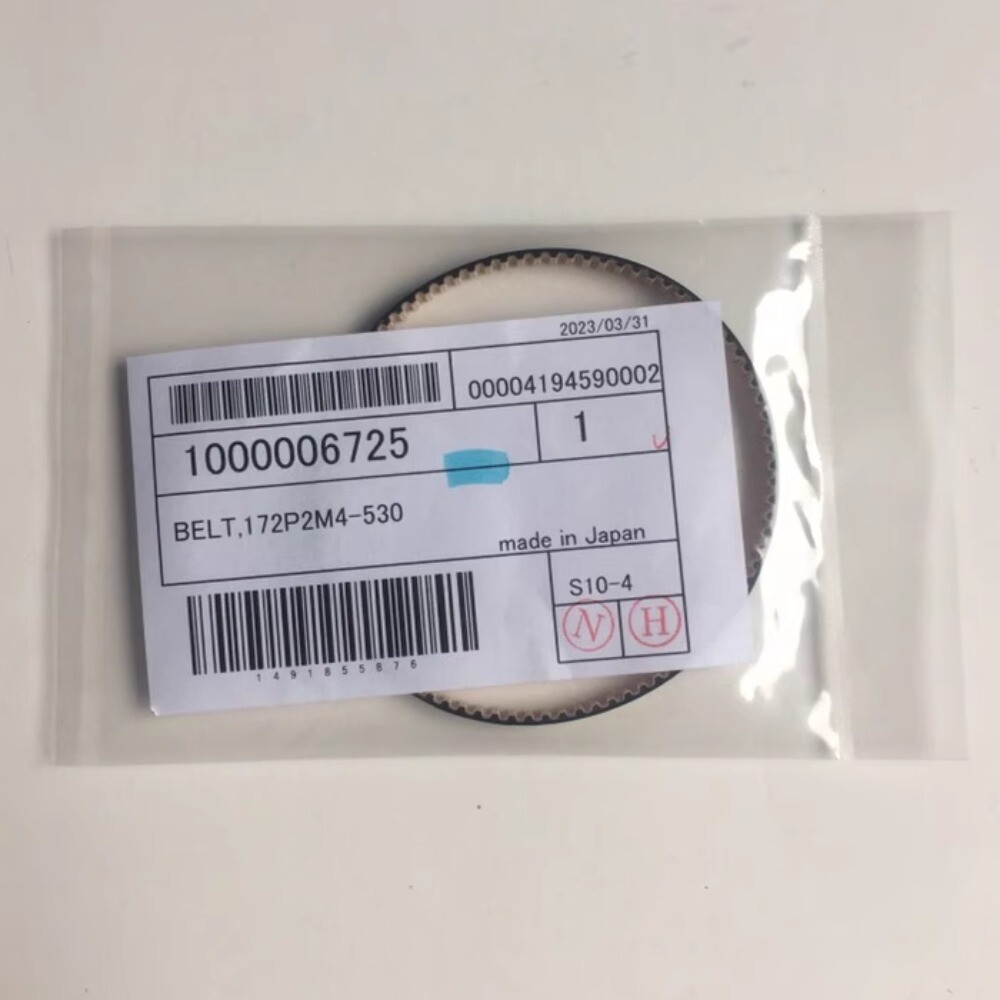 2023/03/31
00004194590002
1000006725
1
BELT,172P2M4-530
made in Japan
S10-4
N
H
1491855876